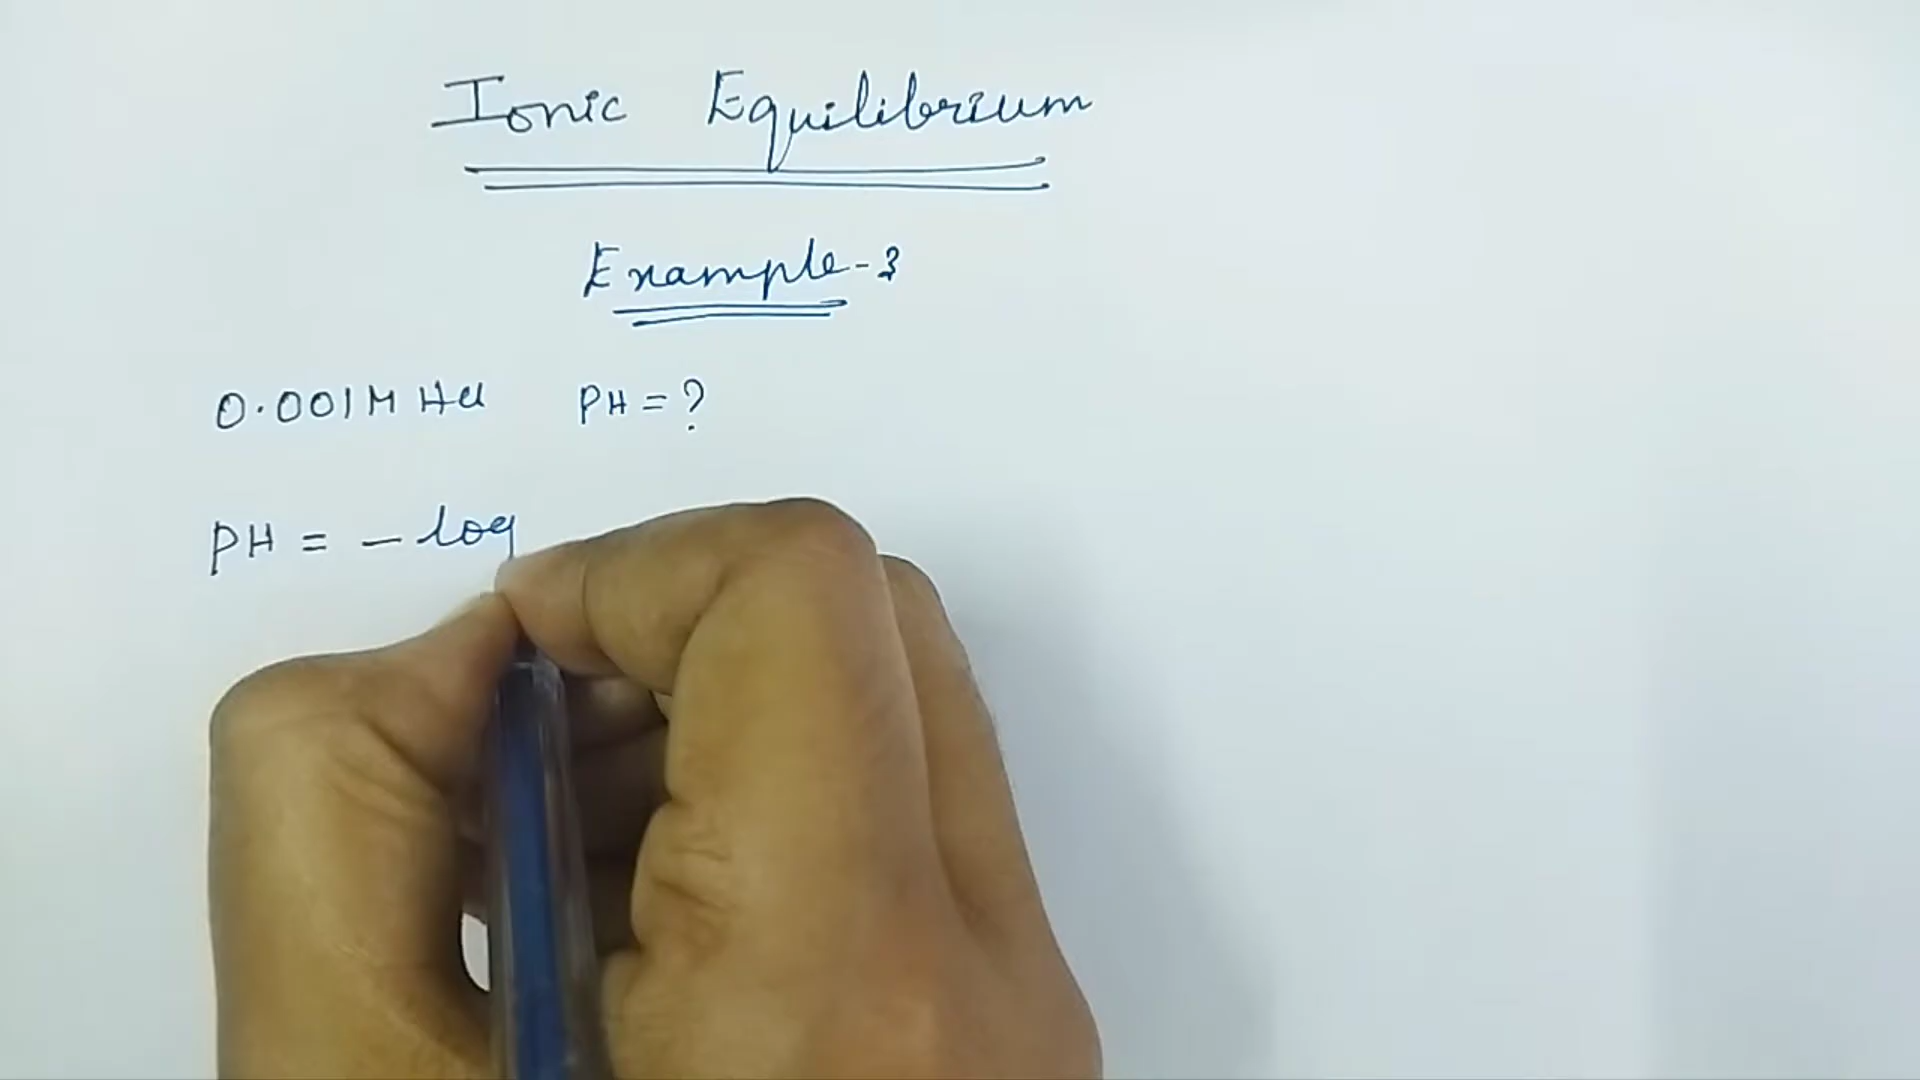 Ionic Equilibrium
Example-3
0.001M HCl PH = ?
PH = - log